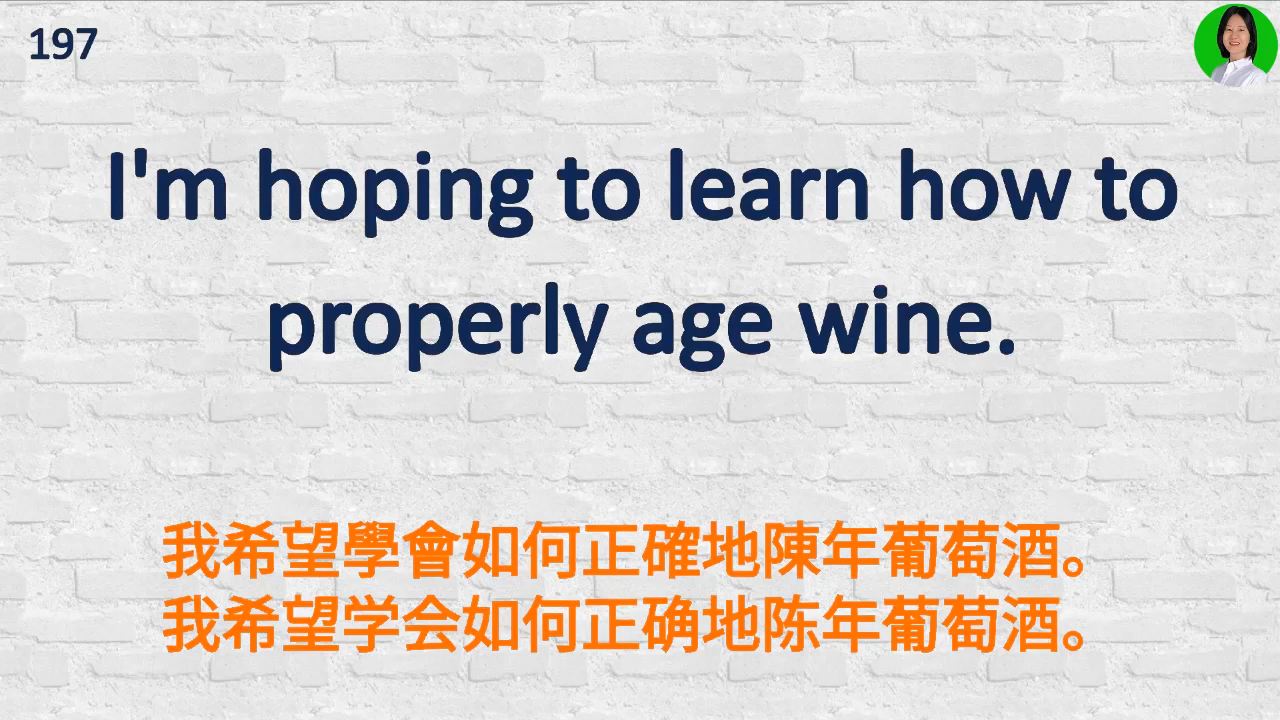 197
I'm hoping to learn how to
properly age wine.
我希望學會如何正確地陳年葡萄酒。
我希望学会如何正确地陈年葡萄酒。